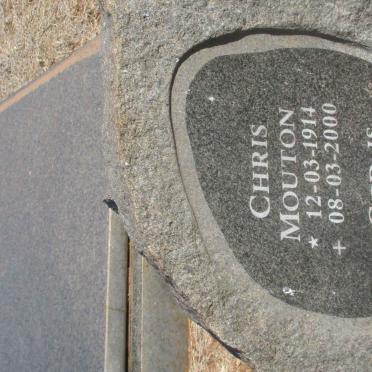 CHRIS
MOUTON
* 12-03-1914
+ 08-03-2000